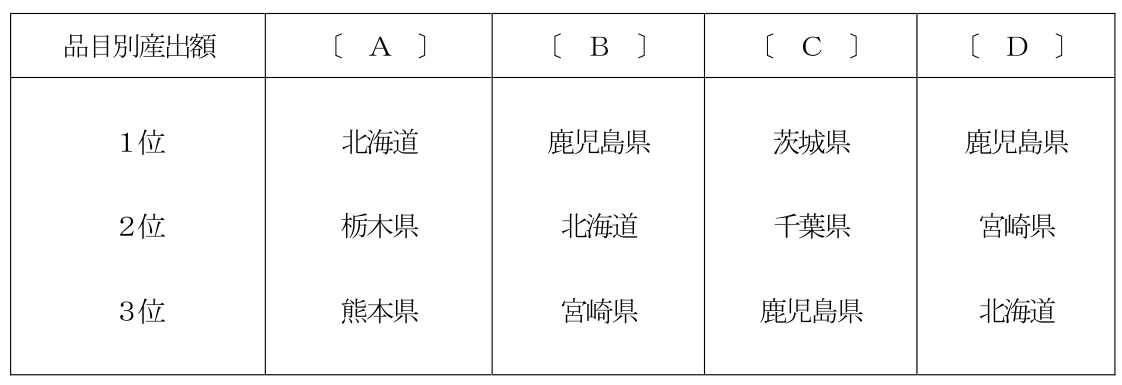 品目別産出額 〔 A 〕 〔 B 〕 〔 C 〕 〔 D 〕
1位 北海道 鹿児島県 茨城県 鹿児島県
2位 栃木県 北海道 千葉県 宮崎県
3位 熊本県 宮崎県 鹿児島県 北海道